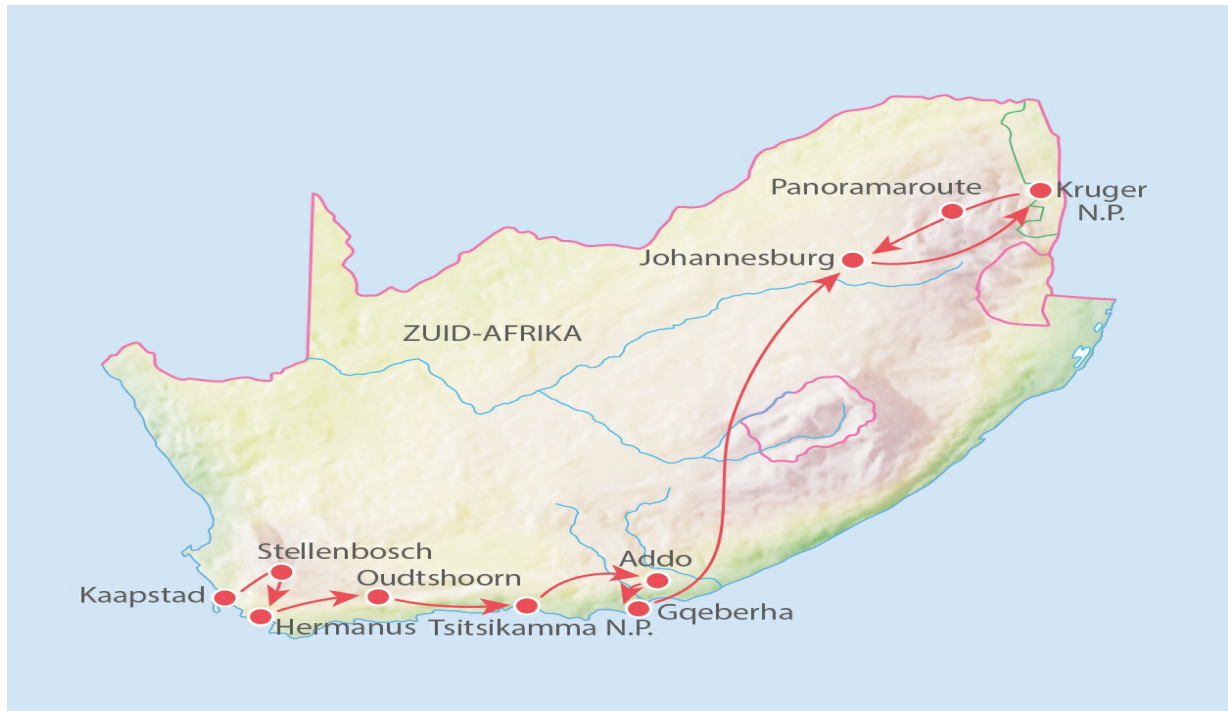 Panoramaroute
Kruger
N.P.
Johannesburg
ZUID-AFRIKA
Stellenbosch
Addo
Oudtshoorn
Kaapstad
Gqeberha
Hermanus
Tsitsikamma N.P.